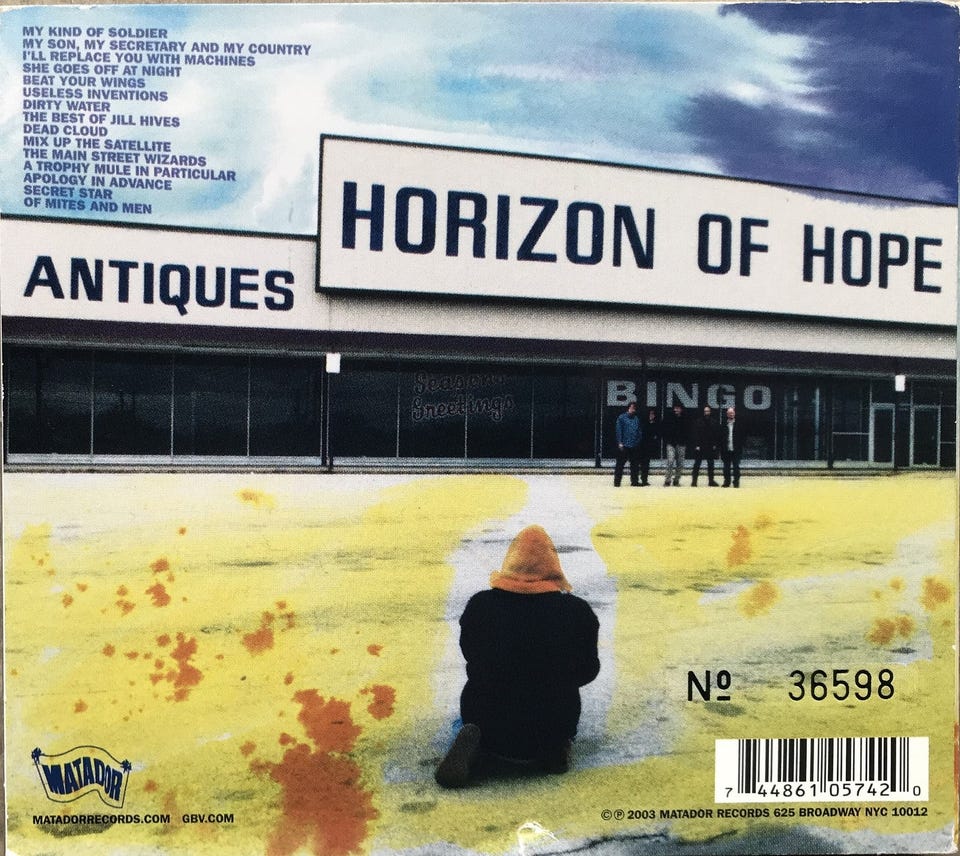 MY KIND OF SOLDIER
MY SON, MY SECRETARY AND MY COUNTRY
I'LL REPLACE YOU WITH MACHINES
SHE GOES OFF AT NIGHT
BEAT YOUR WINGS
USELESS INVENTIONS
DIRTY WATER
THE BEST OF JILL HIVES
DEAD CLOUD
MIX UP THE SATELLITE
THE MAIN STREET WIZARDS
A TROPHY MULE IN PARTICULAR
APOLOGY IN ADVANCE
SECRET STAR
OF MITES AND MEN
HORIZON OF HOPE
ANTIQUES
Seasons
Greetings
BINGO
Nº 36598
MATADOR
MATADORRECORDS.COM GBV.COM
7 44861 05742 0
©℗ 2003 MATADOR RECORDS 625 BROADWAY NYC 10012